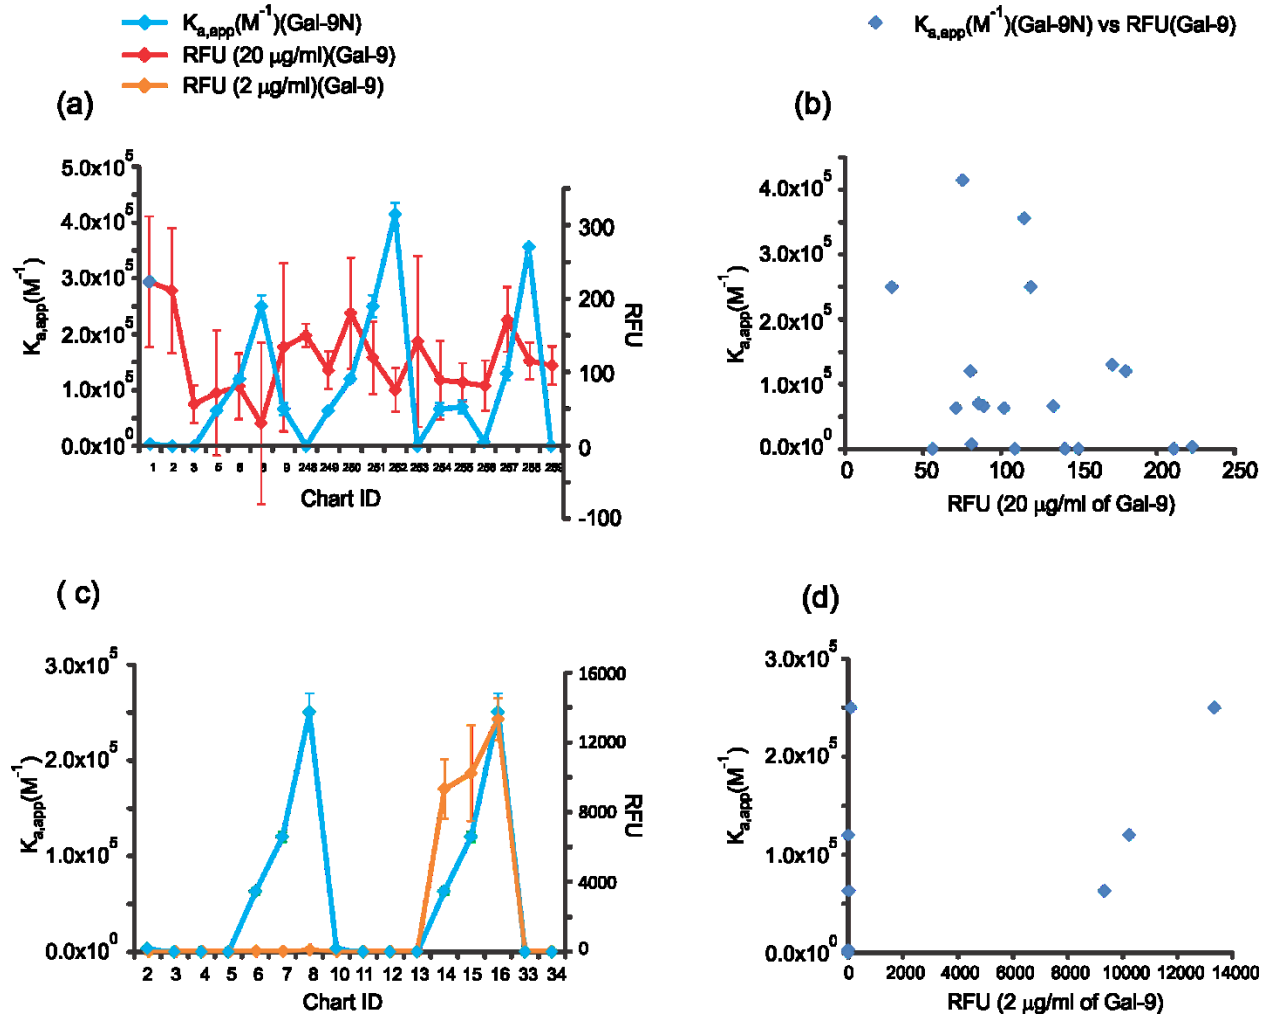 Ka,app(M⁻¹)(Gal-9N)
RFU (20 µg/ml)(Gal-9)
RFU (2 µg/ml)(Gal-9)
Ka,app(M⁻¹)(Gal-9N) vs RFU(Gal-9)
(a)
5.0x10⁵
4.0x10⁵
3.0x10⁵
2.0x10⁵
1.0x10⁵
0.0x10⁰
Ka,app(M⁻¹)
300
200
100
0
-100
RFU
1 2 3 9 248 249 250 251 252 253 254 255 256 257 258 259
Chart ID
(b)
4.0x10⁵
3.0x10⁵
2.0x10⁵
1.0x10⁵
0.0x10⁰
Ka,app(M⁻¹)
0 50 100 150 200 250
RFU (20 µg/ml of Gal-9)
( c)
3.0x10⁵
2.0x10⁵
1.0x10⁵
0.0x10⁰
Ka,app(M⁻¹)
16000
12000
8000
4000
0
RFU
2 3 4 5 6 7 8 10 11 12 13 14 15 16 33 34
Chart ID
(d)
3.0x10⁵
2.0x10⁵
1.0x10⁵
0.0x10⁰
Ka,app(M⁻¹)
0 2000 4000 6000 8000 10000 12000 14000
RFU (2 µg/ml of Gal-9)